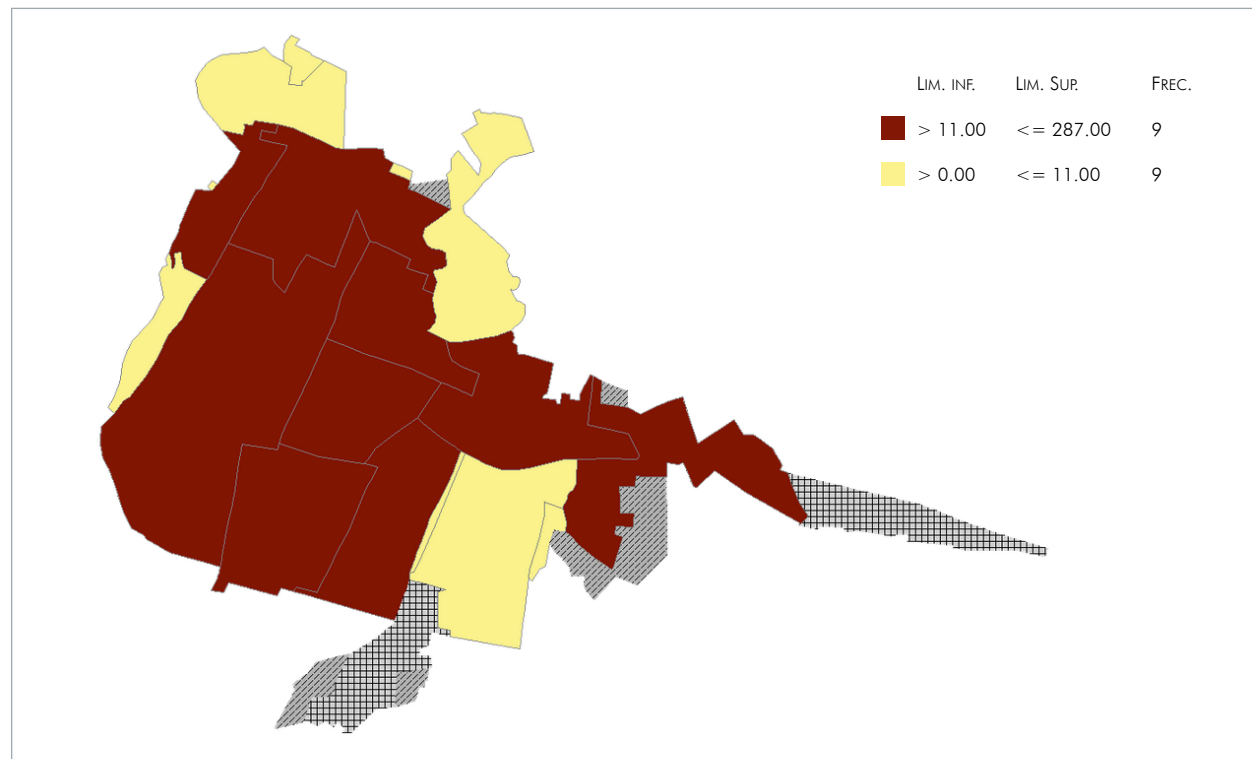 LIM. INF. LIM. SUP. FREC.
> 11.00 <= 287.00 9
> 0.00 <= 11.00 9